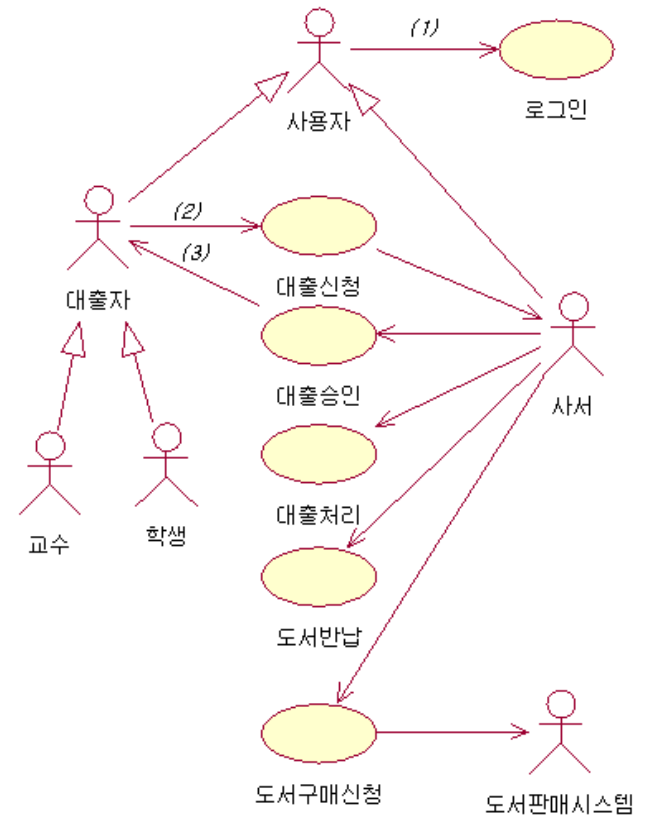 (1)
사용자
로그인
(2)
(3)
대출자
대출신청
대출승인
사서
대출처리
교수
학생
도서반납
도서구매신청
도서판매시스템